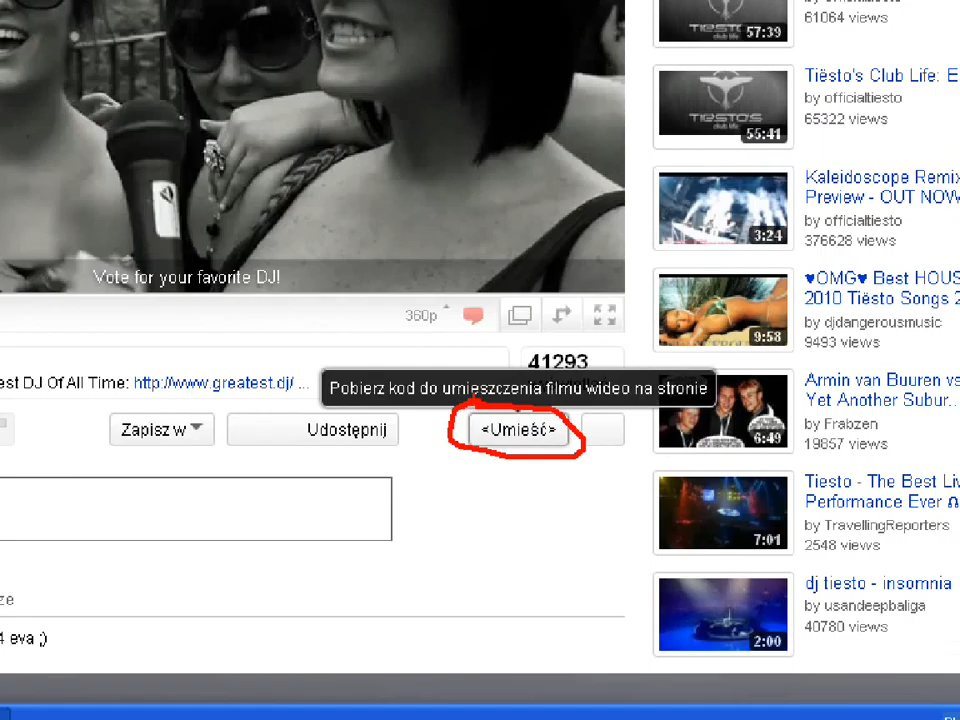 57:39
61064 views
TIËSTO'S
club life
55:41
Tiësto's Club Life: E
by officialtiesto
65322 views
3:24
Kaleidoscope Remix
Preview - OUT NOW
by officialtiesto
376628 views
9:58
♥OMG♥ Best HOUS
2010 Tiësto Songs 2
by djdangerousmusic
9493 views
6:49
Armin van Buuren vs
Yet Another Subur..
by Frabzen
19857 views
7:01
Tiesto - The Best Liv
Performance Ever Ω
by TravellingReporters
2548 views
2:00
dj tiesto - insomnia
by usandeepbaliga
40780 views
Vote for your favorite DJ!
360p
41293
est DJ Of All Time: http://www.greatest.dj/ ...
Pobierz kod do umieszczenia filmu wideo na stronie
Zapisz w
Udostępnij
<Umieść>
ze
4 eva ;)